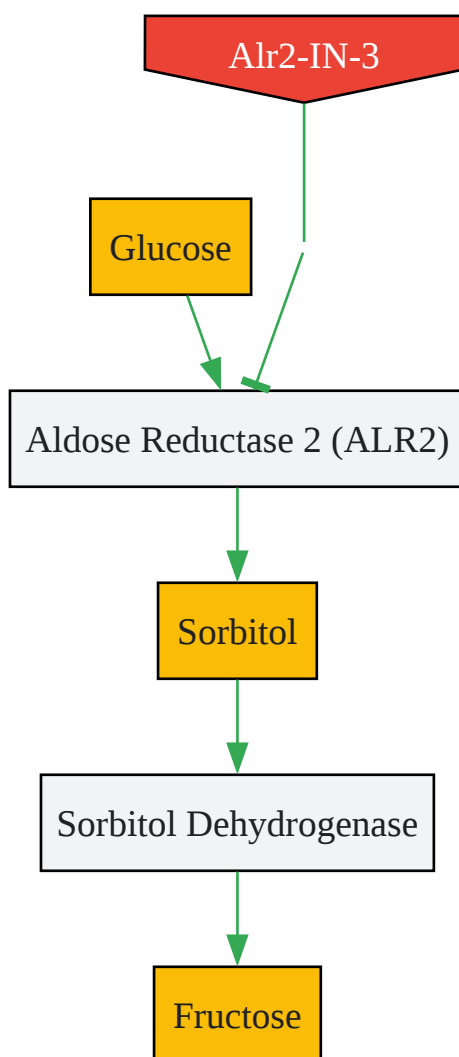 Alr2-IN-3
Glucose
Aldose Reductase 2 (ALR2)
Sorbitol
Sorbitol Dehydrogenase
Fructose